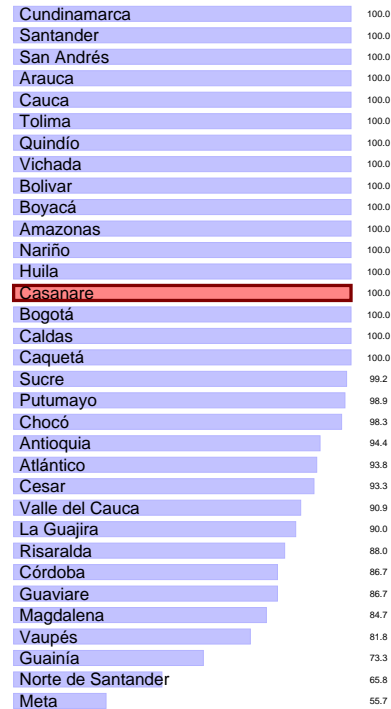 Cundinamarca 100.0
Santander 100.0
San Andrés 100.0
Arauca 100.0
Cauca 100.0
Tolima 100.0
Quindío 100.0
Vichada 100.0
Bolivar 100.0
Boyacá 100.0
Amazonas 100.0
Nariño 100.0
Huila 100.0
Casanare 100.0
Bogotá 100.0
Caldas 100.0
Caquetá 100.0
Sucre 99.2
Putumayo 98.9
Chocó 98.3
Antioquia 94.4
Atlántico 93.8
Cesar 93.3
Valle del Cauca 90.9
La Guajira 90.0
Risaralda 88.0
Córdoba 86.7
Guaviare 86.7
Magdalena 84.7
Vaupés 81.8
Guainía 73.3
Norte de Santander 65.8
Meta 55.7